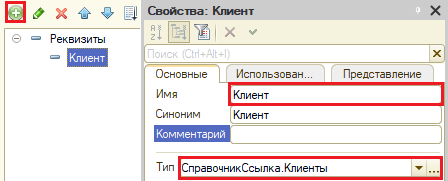 Реквизиты
Клиент
Свойства: Клиент
Поиск (Ctrl+Alt+I)
Основные
Использован...
Представление
Имя
Клиент
Синоним
Клиент
Комментарий
Тип
СправочникСсылка.Клиенты
...